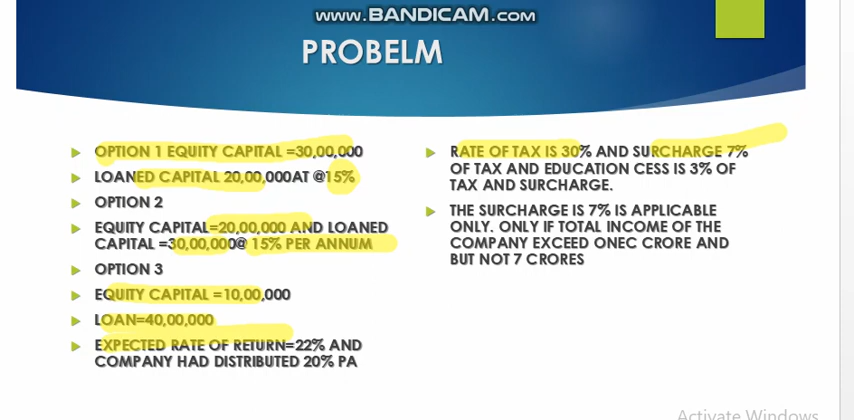 www.BANDICAM.com
PROBELM
OPTION 1 EQUITY CAPITAL =30,00,000
LOANED CAPITAL 20,00,000AT @15%
OPTION 2
EQUITY CAPITAL=20,00,000 AND LOANED
CAPITAL =30,00,000@ 15% PER ANNUM
OPTION 3
EQUITY CAPITAL =10,00,000
LOAN=40,00,000
EXPECTED RATE OF RETURN=22% AND
COMPANY HAD DISTRIBUTED 20% PA
RATE OF TAX IS 30% AND SURCHARGE 7%
OF TAX AND EDUCATION CESS IS 3% OF
TAX AND SURCHARGE.
THE SURCHARGE IS 7% IS APPLICABLE
ONLY. ONLY IF TOTAL INCOME OF THE
COMPANY EXCEED ONEC CRORE AND
BUT NOT 7 CRORES
Activate Windows